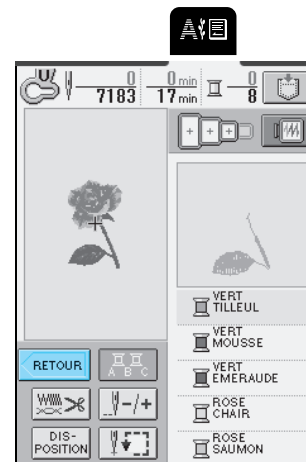 A
U
0
7183
0 min
17 min
0
8
VERT
TILLEUL
VERT
MOUSSE
VERT
EMERAUDE
ROSE
CHAIR
ROSE
SAUMON
RETOUR
A B C
-/+
DIS-
POSITION